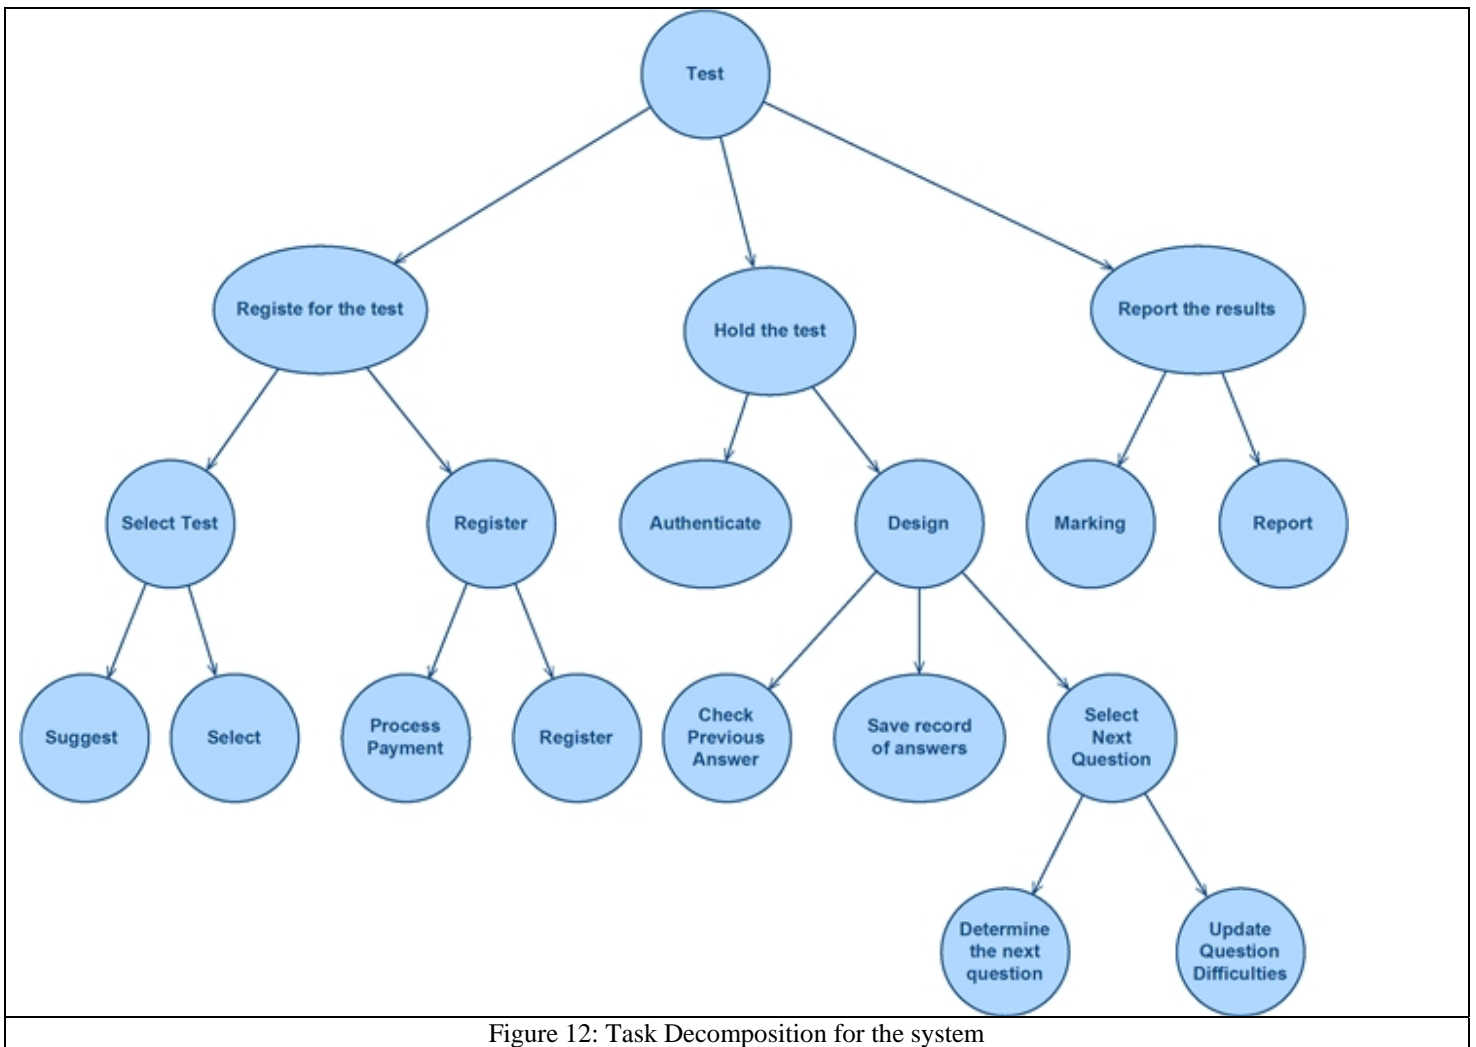 Test
Registe for the test
Hold the test
Report the results
Select Test
Register
Authenticate
Design
Marking
Report
Suggest
Select
Process
Payment
Register
Check
Previous
Answer
Save record
of answers
Select
Next
Question
Determine
the next
question
Update
Question
Difficulties
Figure 12: Task Decomposition for the system